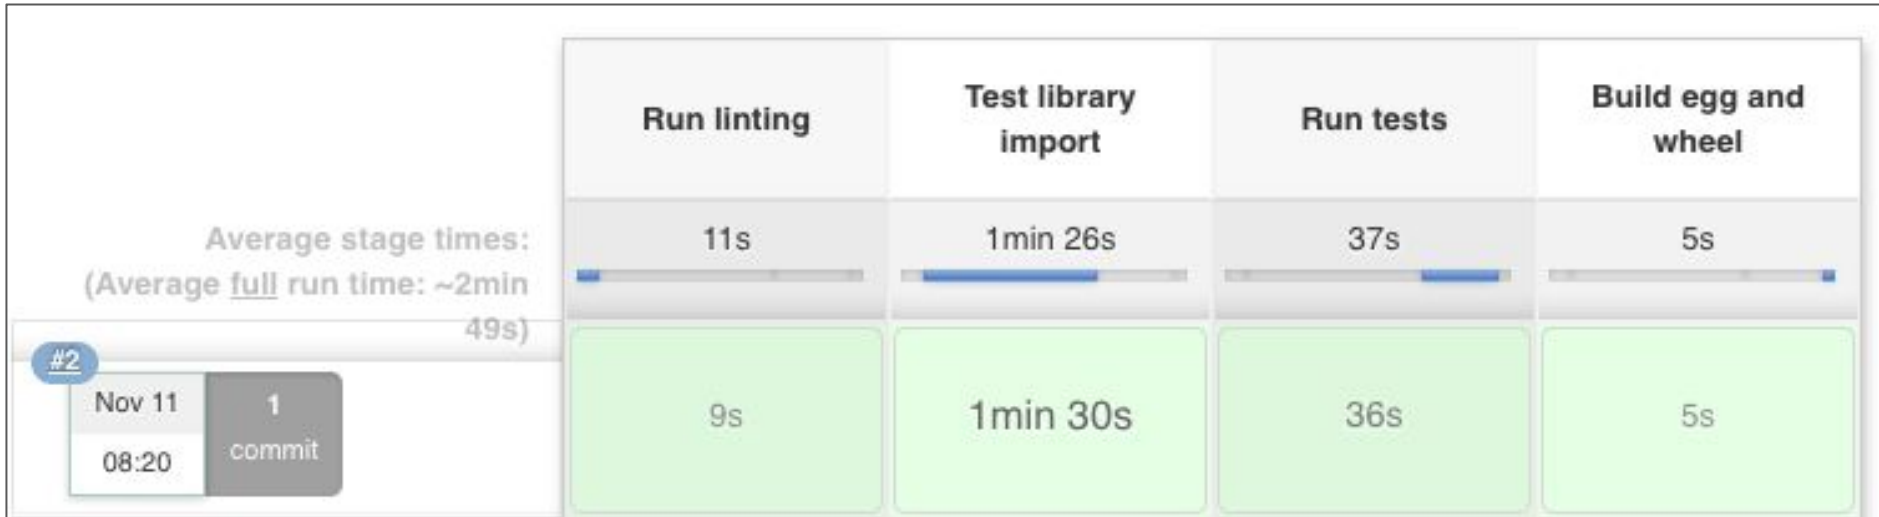 Run linting
Test library
import
Run tests
Build egg and
wheel
Average stage times:
(Average full run time: ~2min
49s)
11s
1min 26s
37s
5s
#2
Nov 11
08:20
1
commit
9s
1min 30s
36s
5s